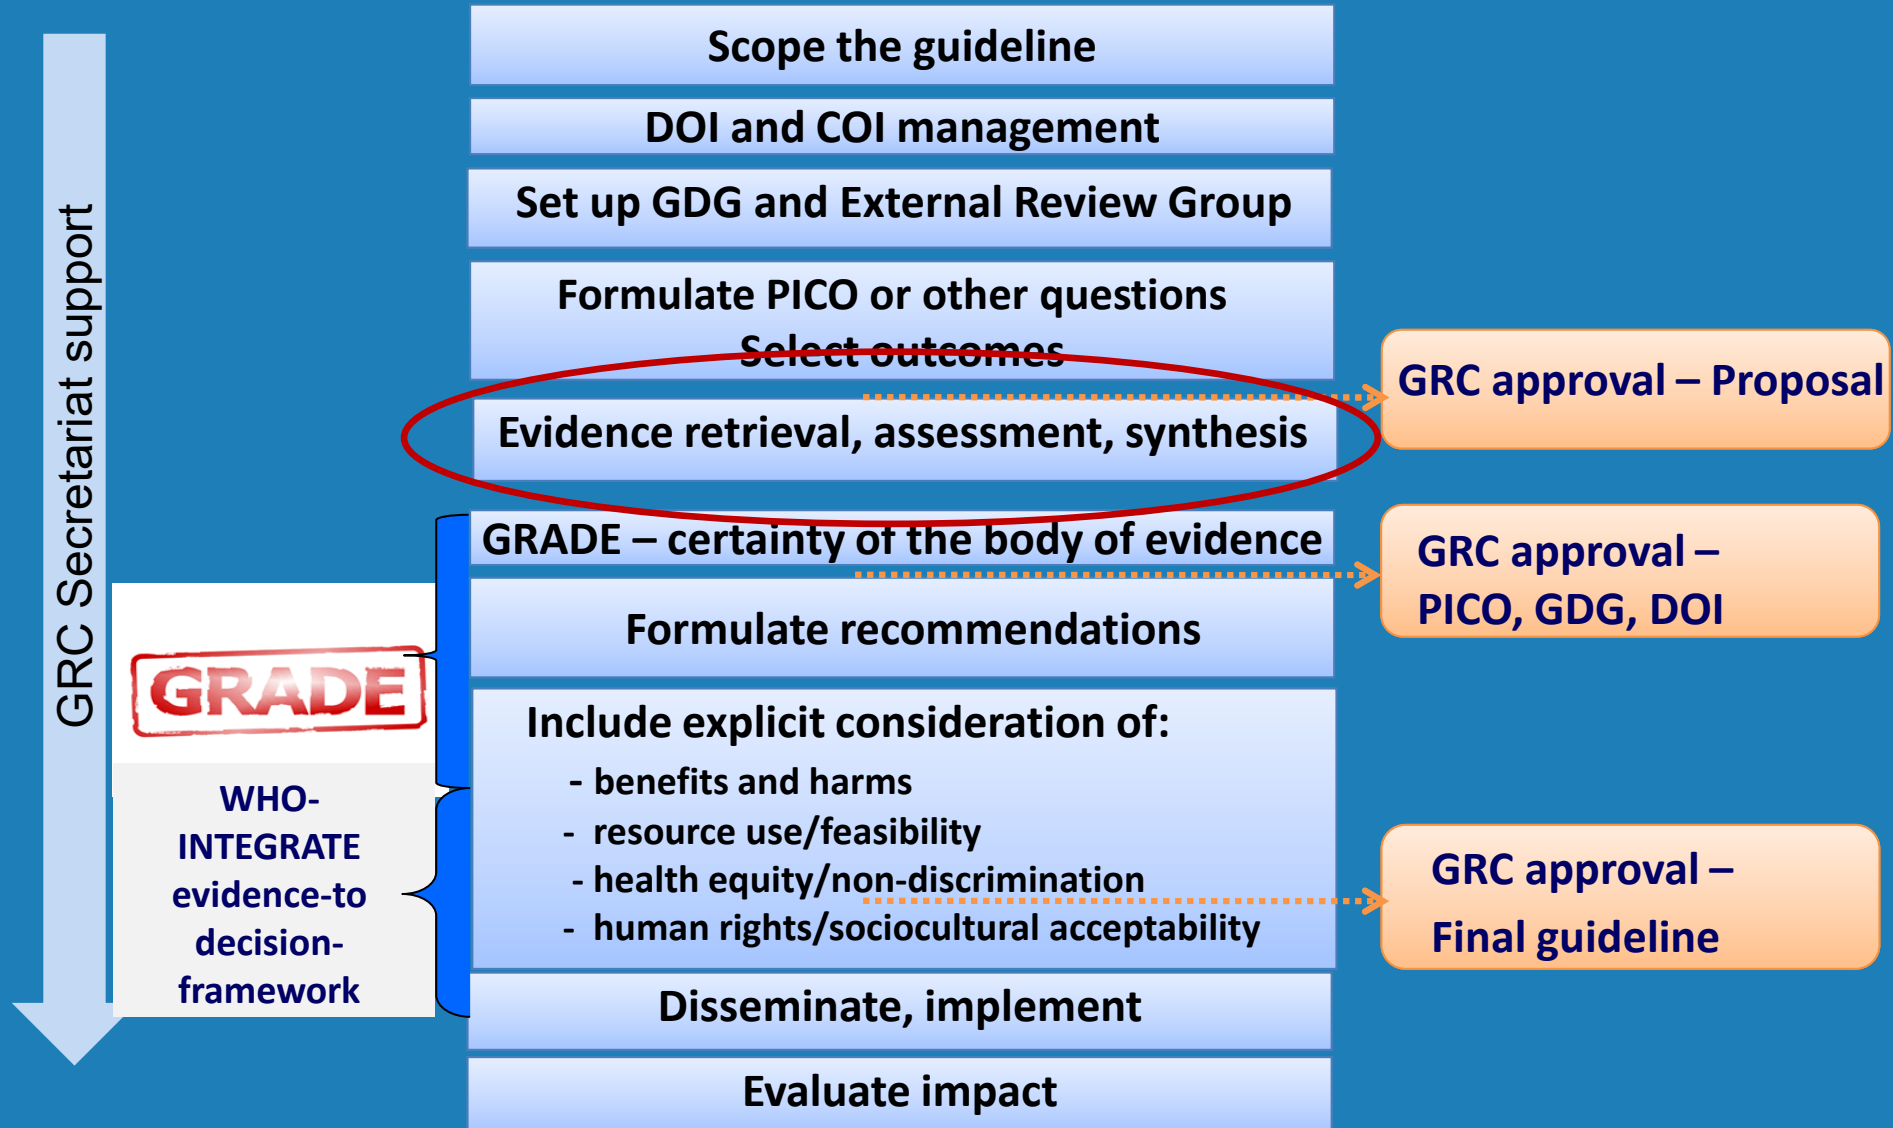 GRC Secretariat support
Scope the guideline
DOI and COI management
Set up GDG and External Review Group
Formulate PICO or other questions
Select outcomes
Evidence retrieval, assessment, synthesis
GRADE – certainty of the body of evidence
Formulate recommendations
Include explicit consideration of:
- benefits and harms
- resource use/feasibility
- health equity/non-discrimination
- human rights/sociocultural acceptability
Disseminate, implement
Evaluate impact
GRADE
WHO-
INTEGRATE
evidence-to
decision-
framework
GRC approval – Proposal
GRC approval –
PICO, GDG, DOI
GRC approval –
Final guideline